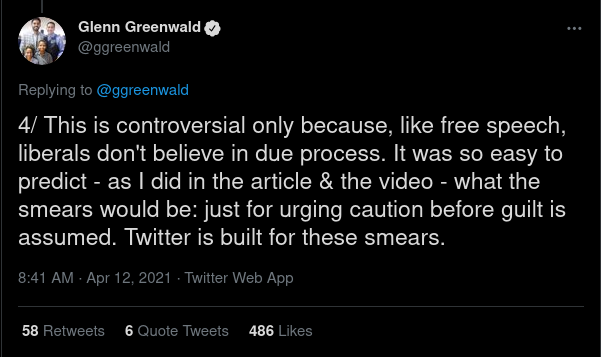 Glenn Greenwald
@ggreenwald
Replying to @ggreenwald
4/ This is controversial only because, like free speech,
liberals don't believe in due process. It was so easy to
predict - as I did in the article & the video - what the
smears would be: just for urging caution before guilt is
assumed. Twitter is built for these smears.
8:41 AM · Apr 12, 2021 · Twitter Web App
58 Retweets 6 Quote Tweets 486 Likes